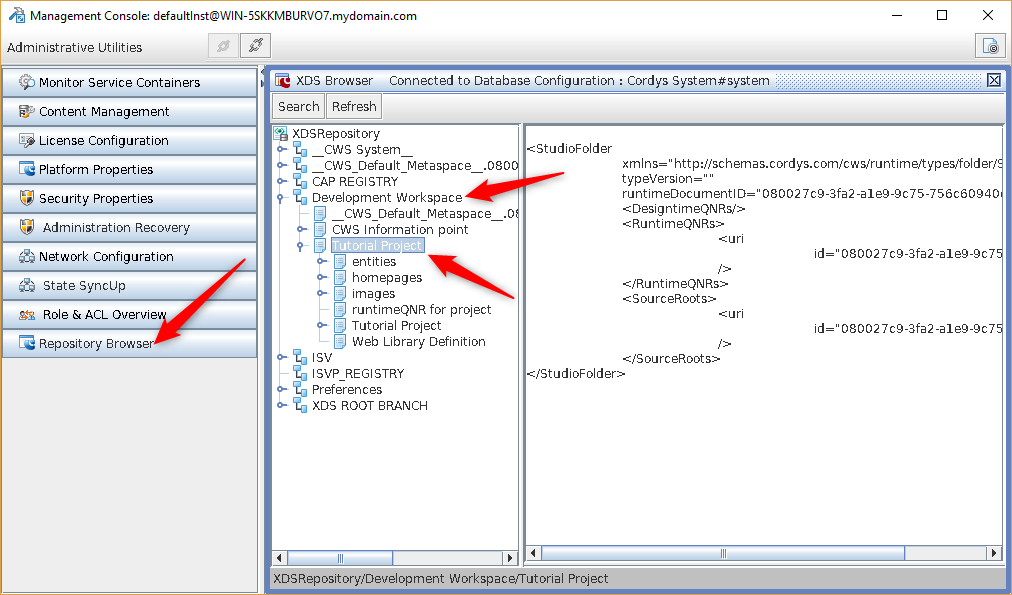 Management Console: defaultInst@WIN-5SKKMBURVO7.mydomain.com
Administrative Utilities
Monitor Service Containers
Content Management
License Configuration
Platform Properties
Security Properties
Administration Recovery
Network Configuration
State SyncUp
Role & ACL Overview
Repository Browser
XDS Browser Connected to Database Configuration : Cordys System#system
Search Refresh
XDSRepository
__CWS System__
__CWS_Default_Metaspace__.0800
CAP REGISTRY
Development Workspace
__CWS_Default_Metaspace__.08
CWS Information point
Tutorial Project
entities
homepages
images
runtimeQNR for project
Tutorial Project
Web Library Definition
ISV
ISVP_REGISTRY
Preferences
XDS ROOT BRANCH
<StudioFolder
xmlns="http://schemas.cordys.com/cws/runtime/types/folder/S
typeVersion=""
runtimeDocumentID="080027c9-3fa2-a1e9-9c75-756c60940
<DesigntimeQNRs/>
<RuntimeQNRs>
<uri
id="080027c9-3fa2-a1e9-9c75
/>
</RuntimeQNRs>
<SourceRoots>
<uri
id="080027c9-3fa2-a1e9-9c75
/>
</SourceRoots>
</StudioFolder>
XDSRepository/Development Workspace/Tutorial Project